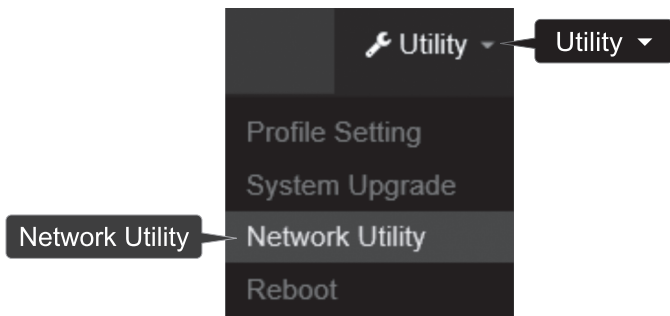 Utility
Utility
Profile Setting
System Upgrade
Network Utility
Network Utility
Reboot